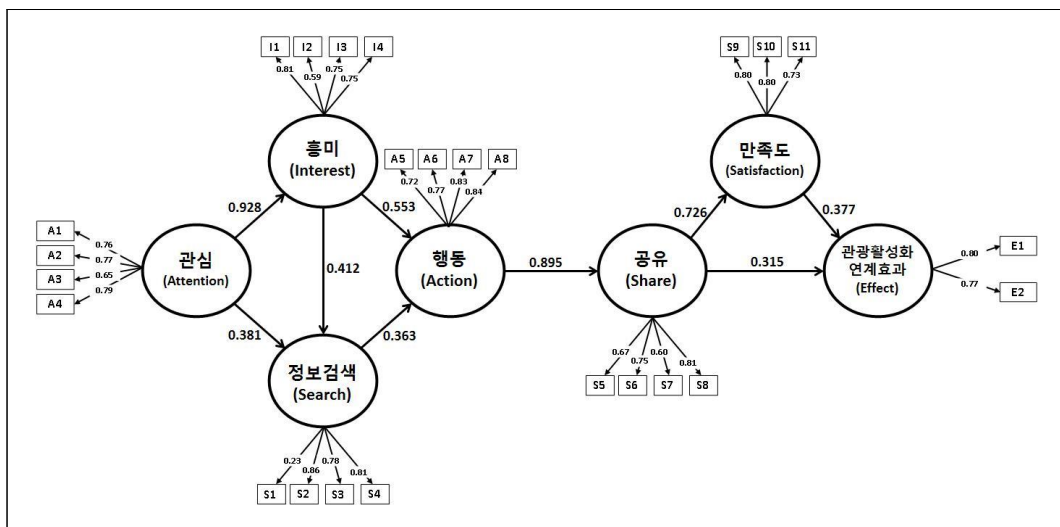 I1 I2 I3 I4
0.81 0.59 0.75 0.75
흥미
(Interest)
S9 S10 S11
0.80 0.80 0.73
만족도
(Satisfaction)
A5 A6 A7 A8
0.72 0.77 0.83 0.84
0.928
0.553
0.726
0.377
A1
A2
A3
A4
0.76
0.77
0.65
0.79
관심
(Attention)
0.412
행동
(Action)
0.895
공유
(Share)
0.315
관광활성화
연계효과
(Effect)
0.80
0.77
E1
E2
0.381
0.363
정보검색
(Search)
0.67 0.75 0.60 0.81
S5 S6 S7 S8
0.23 0.86 0.78 0.81
S1 S2 S3 S4